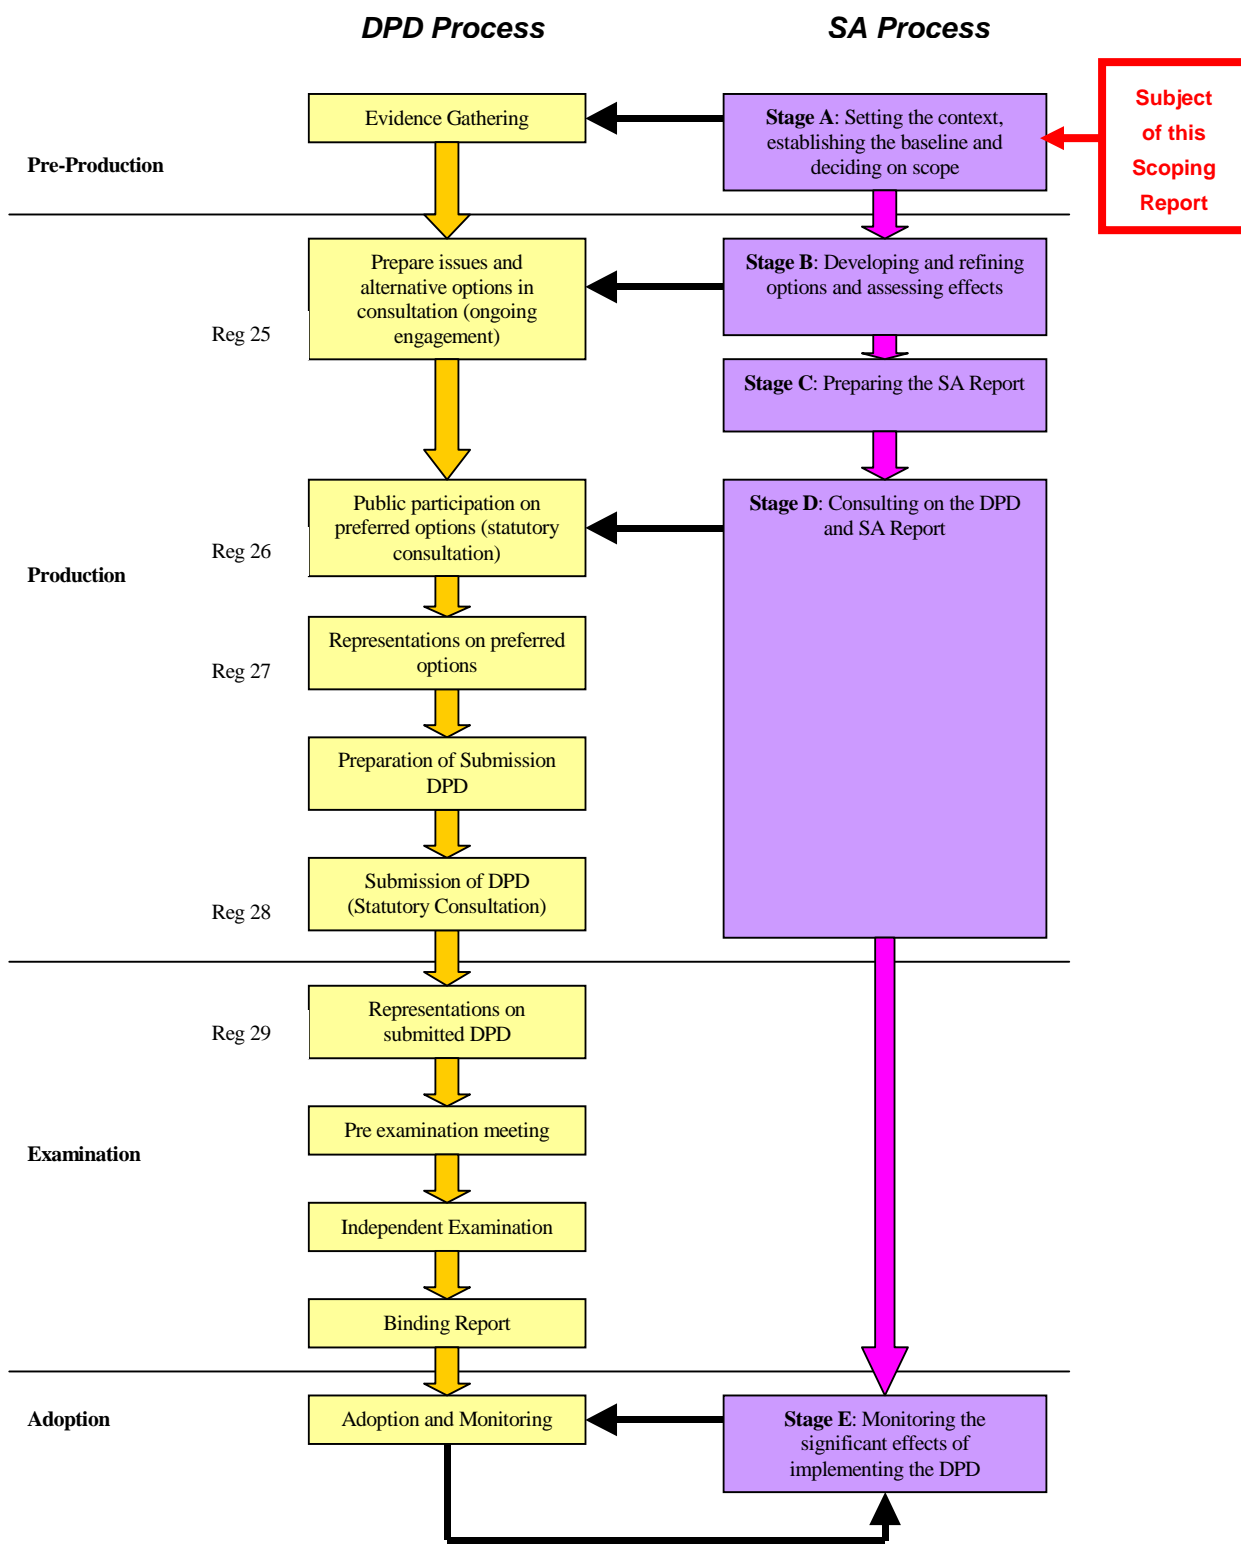 DPD Process
SA Process
Evidence Gathering
Stage A: Setting the context,
establishing the baseline and
deciding on scope
Subject
of this
Scoping
Report
Pre-Production
Prepare issues and
alternative options in
consultation (ongoing
engagement)
Stage B: Developing and refining
options and assessing effects
Reg 25
Stage C: Preparing the SA Report
Public participation on
preferred options (statutory
consultation)
Stage D: Consulting on the DPD
and SA Report
Reg 26
Production
Representations on preferred
options
Reg 27
Preparation of Submission
DPD
Submission of DPD
(Statutory Consultation)
Reg 28
Representations on
submitted DPD
Reg 29
Pre examination meeting
Examination
Independent Examination
Binding Report
Adoption
Adoption and Monitoring
Stage E: Monitoring the
significant effects of
implementing the DPD